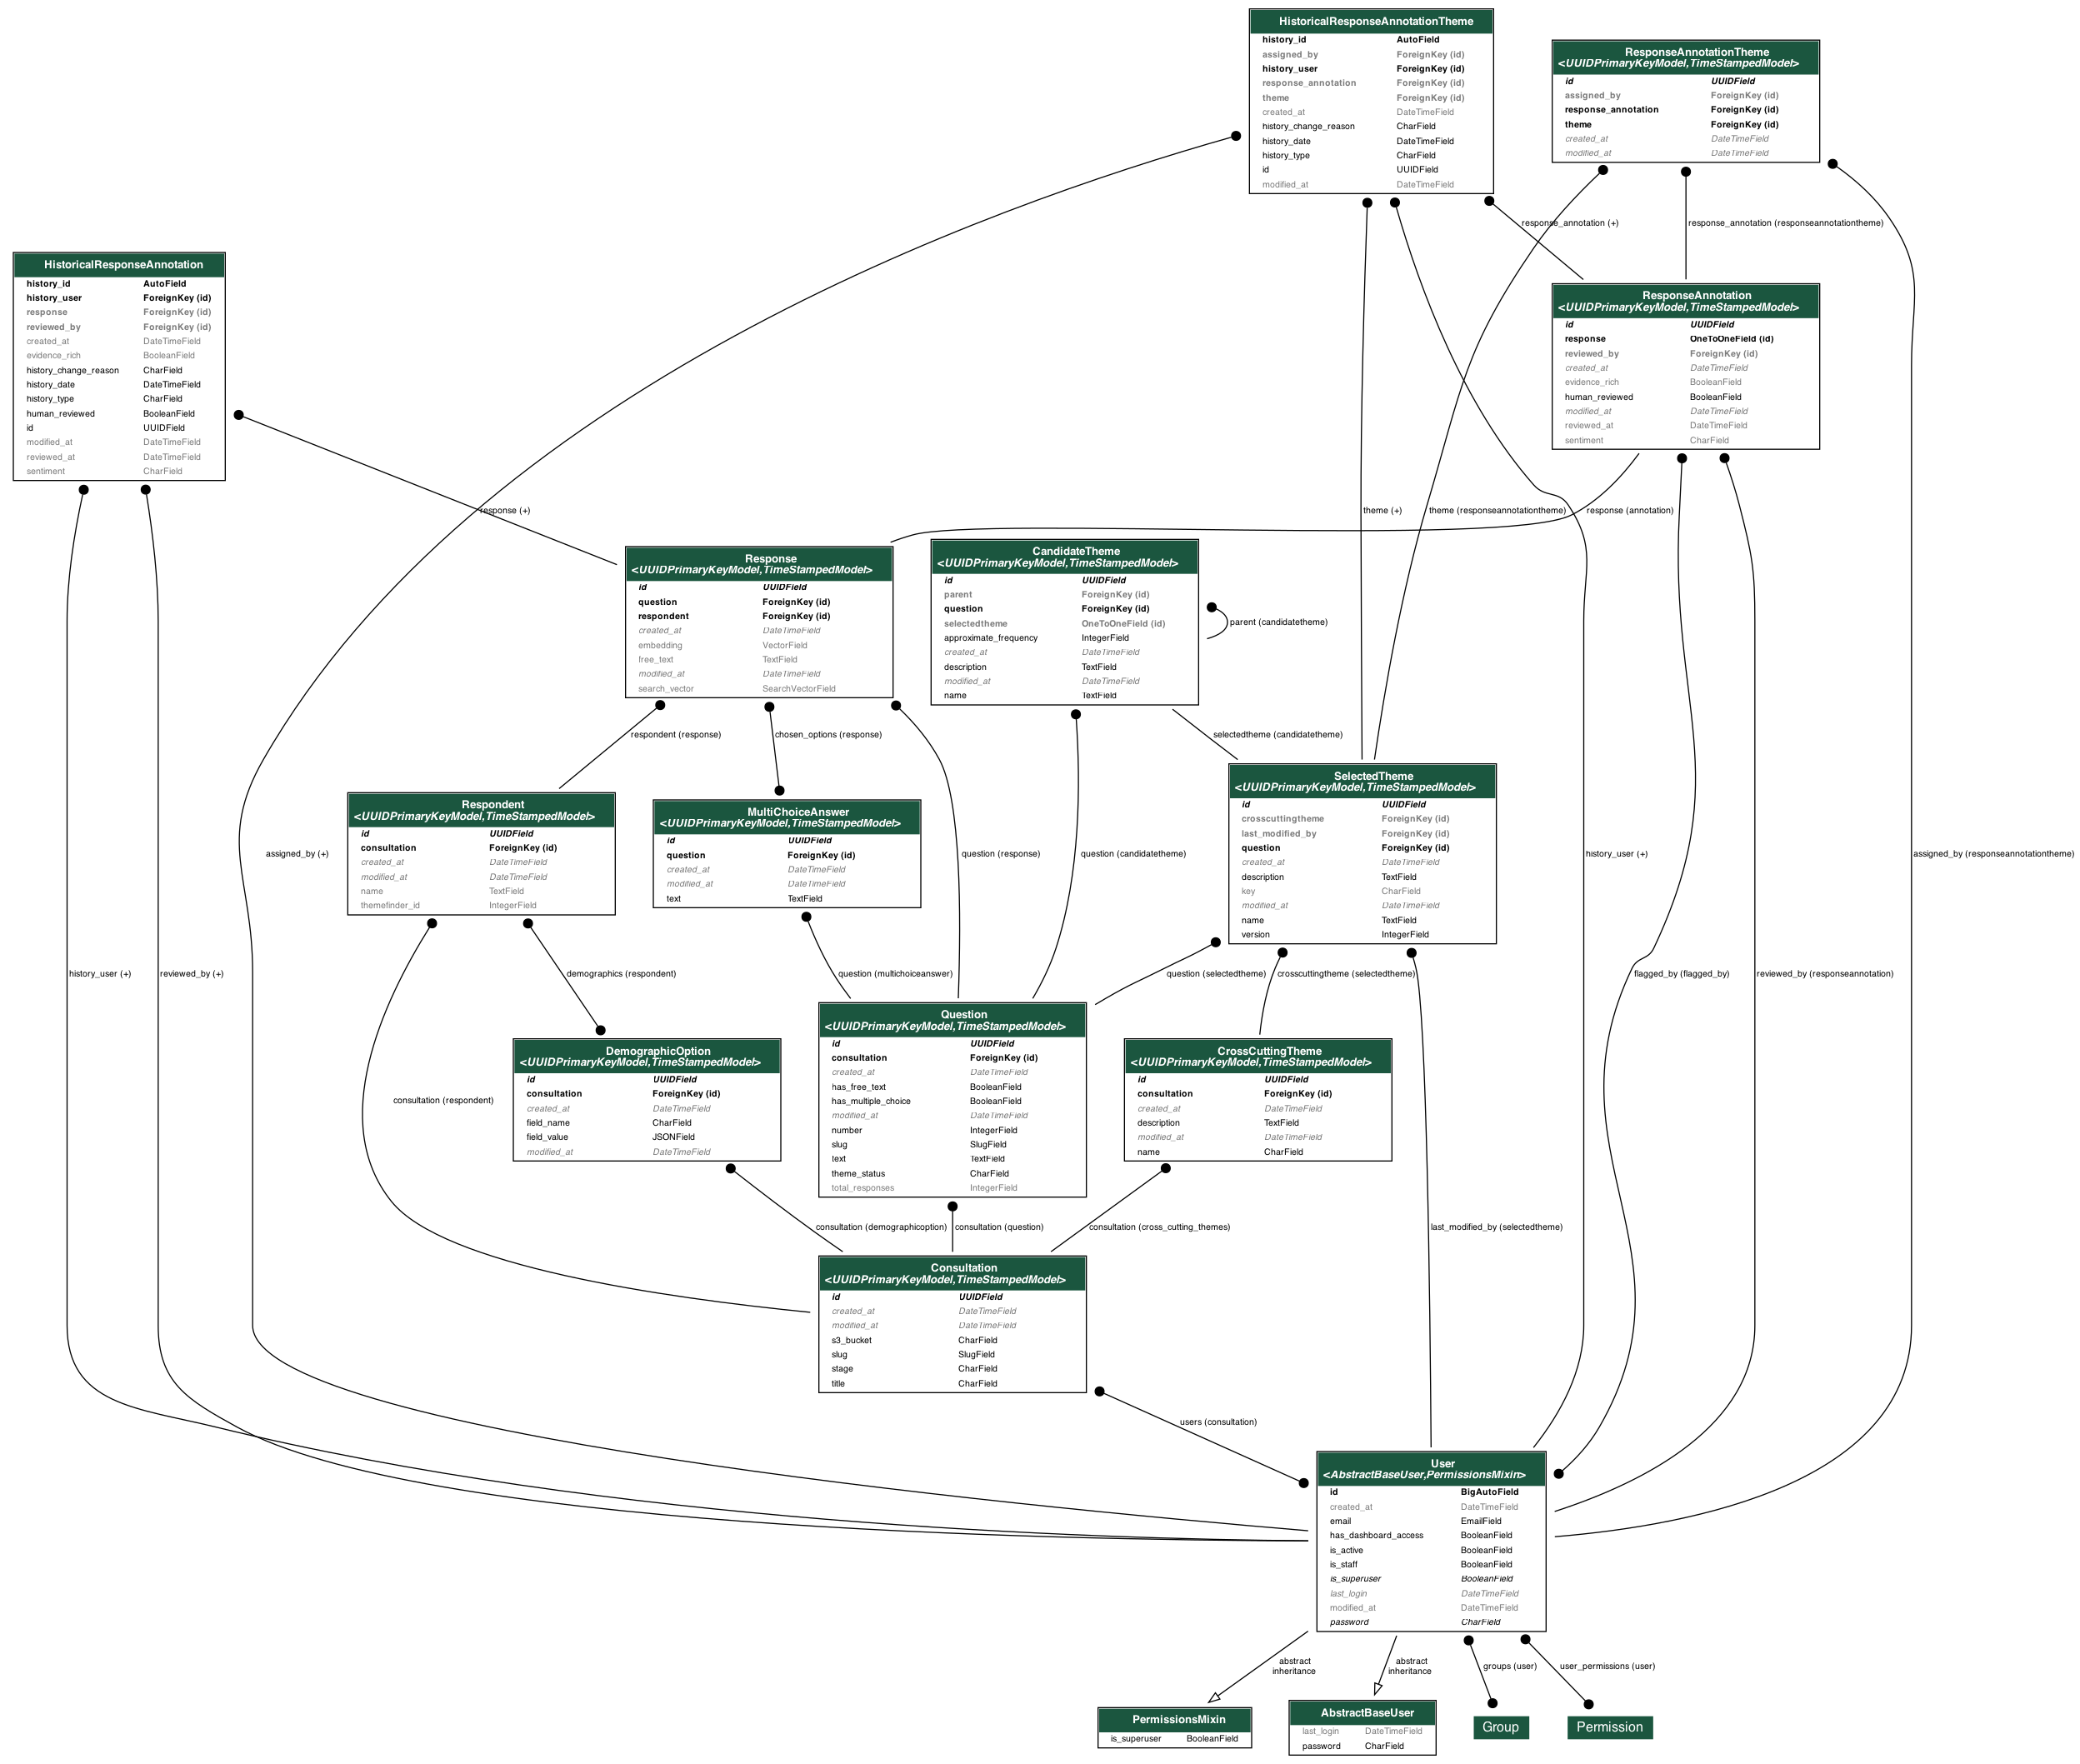 HistoricalResponseAnnotationTheme
history_id AutoField
assigned_by ForeignKey (id)
history_user ForeignKey (id)
response_annotation ForeignKey (id)
theme ForeignKey (id)
created_at DateTimeField
history_change_reason CharField
history_date DateTimeField
history_type CharField
id UUIDField
modified_at DateTimeField
ResponseAnnotationTheme
<UUIDPrimaryKeyModel,TimeStampedModel>
id UUIDField
assigned_by ForeignKey (id)
response_annotation ForeignKey (id)
theme ForeignKey (id)
created_at DateTimeField
modified_at DateTimeField
response_annotation (+)
response_annotation (responseannotationtheme)
HistoricalResponseAnnotation
history_id AutoField
history_user ForeignKey (id)
response ForeignKey (id)
reviewed_by ForeignKey (id)
created_at DateTimeField
evidence_rich BooleanField
history_change_reason CharField
history_date DateTimeField
history_type CharField
human_reviewed BooleanField
id UUIDField
modified_at DateTimeField
reviewed_at DateTimeField
sentiment CharField
ResponseAnnotation
<UUIDPrimaryKeyModel,TimeStampedModel>
id UUIDField
response OneToOneField (id)
reviewed_by ForeignKey (id)
created_at DateTimeField
evidence_rich BooleanField
human_reviewed BooleanField
modified_at DateTimeField
reviewed_at DateTimeField
sentiment CharField
response (+)
theme (+)
theme (responseannotationtheme)
response (annotation)
Response
<UUIDPrimaryKeyModel,TimeStampedModel>
id UUIDField
question ForeignKey (id)
respondent ForeignKey (id)
created_at DateTimeField
embedding VectorField
free_text TextField
modified_at DateTimeField
search_vector SearchVectorField
CandidateTheme
<UUIDPrimaryKeyModel,TimeStampedModel>
id UUIDField
parent ForeignKey (id)
question ForeignKey (id)
selectedtheme OneToOneField (id)
approximate_frequency IntegerField
created_at DateTimeField
description TextField
modified_at DateTimeField
name TextField
parent (candidatetheme)
respondent (response)
chosen_options (response)
selectedtheme (candidatetheme)
Respondent
<UUIDPrimaryKeyModel,TimeStampedModel>
id UUIDField
consultation ForeignKey (id)
created_at DateTimeField
modified_at DateTimeField
name TextField
themefinder_id IntegerField
MultiChoiceAnswer
<UUIDPrimaryKeyModel,TimeStampedModel>
id UUIDField
question ForeignKey (id)
created_at DateTimeField
modified_at DateTimeField
text TextField
SelectedTheme
<UUIDPrimaryKeyModel,TimeStampedModel>
id UUIDField
crosscuttingtheme ForeignKey (id)
last_modified_by ForeignKey (id)
question ForeignKey (id)
created_at DateTimeField
description TextField
key CharField
modified_at DateTimeField
name TextField
version IntegerField
assigned_by (+)
question (response)
question (candidatetheme)
history_user (+)
assigned_by (responseannotationtheme)
history_user (+)
reviewed_by (+)
demographics (respondent)
question (multichoiceanswer)
question (selectedtheme)
crosscuttingtheme (selectedtheme)
flagged_by (flagged_by)
reviewed_by (responseannotation)
DemographicOption
<UUIDPrimaryKeyModel,TimeStampedModel>
id UUIDField
consultation ForeignKey (id)
created_at DateTimeField
field_name CharField
field_value JSONField
modified_at DateTimeField
Question
<UUIDPrimaryKeyModel,TimeStampedModel>
id UUIDField
consultation ForeignKey (id)
created_at DateTimeField
has_free_text BooleanField
has_multiple_choice BooleanField
modified_at DateTimeField
number IntegerField
slug SlugField
text TextField
theme_status CharField
total_responses IntegerField
CrossCuttingTheme
<UUIDPrimaryKeyModel,TimeStampedModel>
id UUIDField
consultation ForeignKey (id)
created_at DateTimeField
description TextField
modified_at DateTimeField
name CharField
consultation (respondent)
consultation (demographicoption)
consultation (question)
consultation (cross_cutting_themes)
last_modified_by (selectedtheme)
Consultation
<UUIDPrimaryKeyModel,TimeStampedModel>
id UUIDField
created_at DateTimeField
modified_at DateTimeField
s3_bucket CharField
slug SlugField
stage CharField
title CharField
users (consultation)
User
<AbstractBaseUser,PermissionsMixin>
id BigAutoField
created_at DateTimeField
email EmailField
has_dashboard_access BooleanField
is_active BooleanField
is_staff BooleanField
is_superuser BooleanField
last_login DateTimeField
modified_at DateTimeField
password CharField
abstract
inheritance
abstract
inheritance
groups (user)
user_permissions (user)
PermissionsMixin
is_superuser BooleanField
AbstractBaseUser
last_login DateTimeField
password CharField
Group
Permission